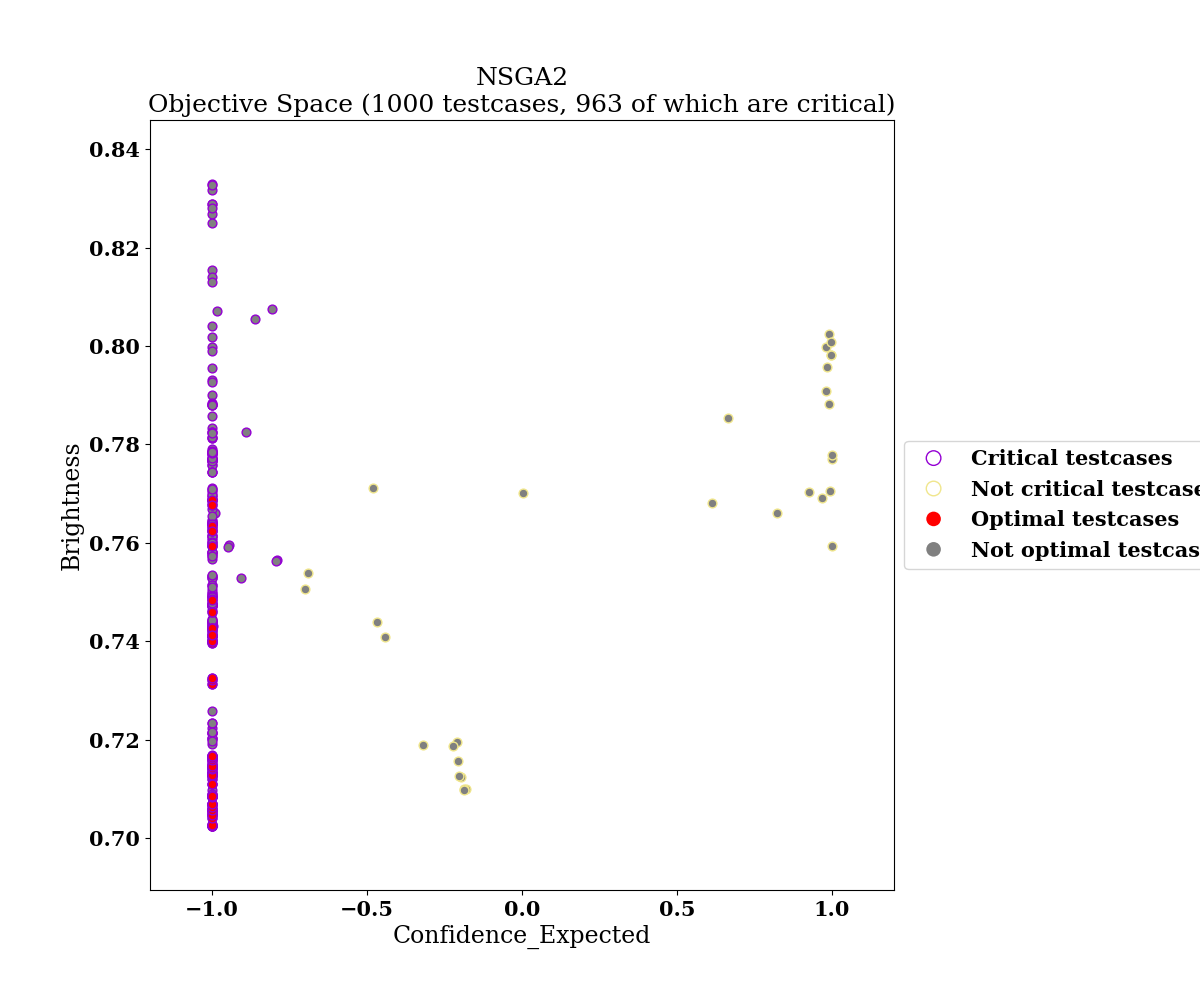 NSGA2
Objective Space (1000 testcases, 963 of which are critical)
0.84
0.82
0.80
0.78
0.76
0.74
0.72
0.70
Brightness
−1.0 −0.5 0.0 0.5 1.0
Confidence_Expected
Critical testcases
Not critical testcase
Optimal testcases
Not optimal testcas